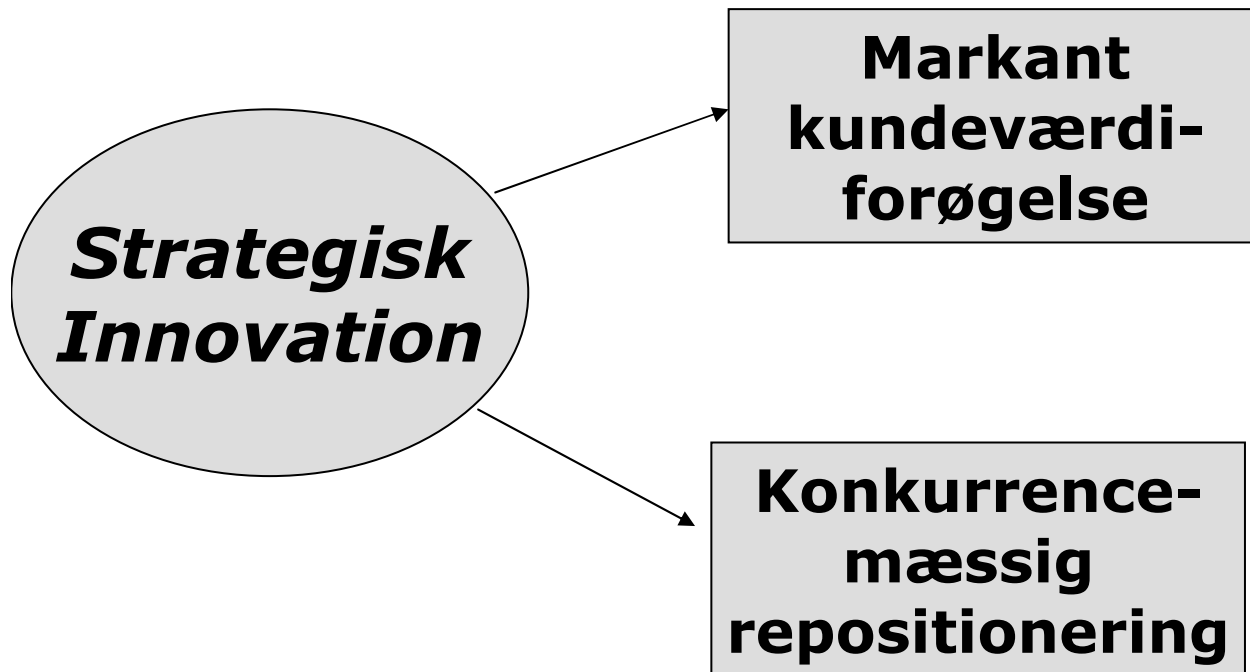 Markant
kundeværdi-
forøgelse
Strategisk
Innovation
Konkurrence-
mæssig
repositionering